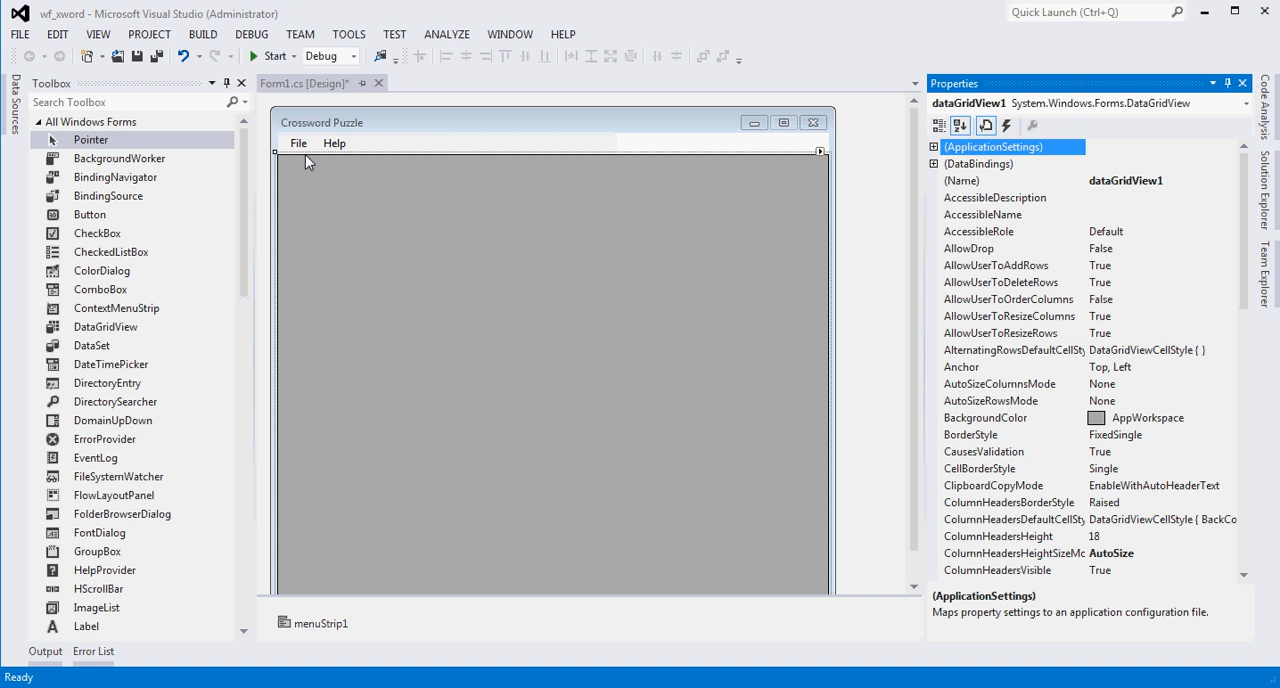 wf_xword - Microsoft Visual Studio (Administrator)
Quick Launch (Ctrl+Q)
FILE EDIT VIEW PROJECT BUILD DEBUG TEAM TOOLS TEST ANALYZE WINDOW HELP
Start Debug
Data Sources
Toolbox
Search Toolbox
All Windows Forms
Pointer
BackgroundWorker
BindingNavigator
BindingSource
Button
CheckBox
CheckedListBox
ColorDialog
ComboBox
ContextMenuStrip
DataGridView
DataSet
DateTimePicker
DirectoryEntry
DirectorySearcher
DomainUpDown
ErrorProvider
EventLog
FileSystemWatcher
FlowLayoutPanel
FolderBrowserDialog
FontDialog
GroupBox
HelpProvider
HScrollBar
ImageList
Label
Output Error List
Form1.cs [Design]*
Crossword Puzzle
File Help
menuStrip1
Properties
dataGridView1 System.Windows.Forms.DataGridView
(ApplicationSettings)
(DataBindings)
(Name) dataGridView1
AccessibleDescription
AccessibleName
AccessibleRole Default
AllowDrop False
AllowUserToAddRows True
AllowUserToDeleteRows True
AllowUserToOrderColumns False
AllowUserToResizeColumns True
AllowUserToResizeRows True
AlternatingRowsDefaultCellSty DataGridViewCellStyle { }
Anchor Top, Left
AutoSizeColumnsMode None
AutoSizeRowsMode None
BackgroundColor AppWorkspace
BorderStyle FixedSingle
CausesValidation True
CellBorderStyle Single
ClipboardCopyMode EnableWithAutoHeaderText
ColumnHeadersBorderStyle Raised
ColumnHeadersDefaultCellSty DataGridViewCellStyle { BackCo
ColumnHeadersHeight 18
ColumnHeadersHeightSizeMc AutoSize
ColumnHeadersVisible True
(ApplicationSettings)
Maps property settings to an application configuration file.
Code Analysis
Solution Explorer
Team Explorer
Ready